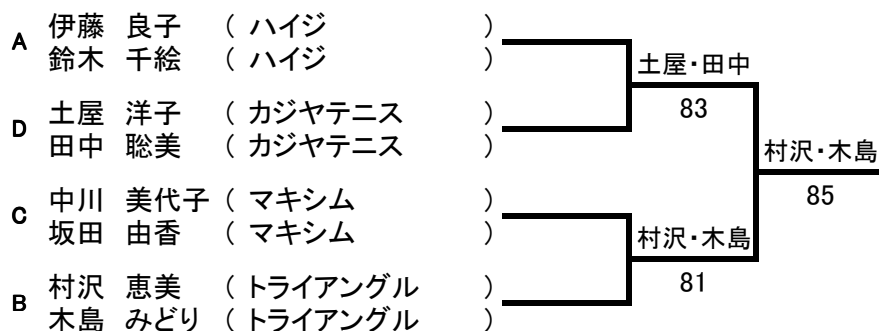 A 伊藤 良子 ( ハイジ )
鈴木 千絵 ( ハイジ )
土屋・田中
83
D 土屋 洋子 ( カジヤテニス )
田中 聡美 ( カジヤテニス )
村沢・木島
85
C 中川 美代子 ( マキシム )
坂田 由香 ( マキシム )
村沢・木島
81
B 村沢 恵美 ( トライアングル )
木島 みどり ( トライアングル )